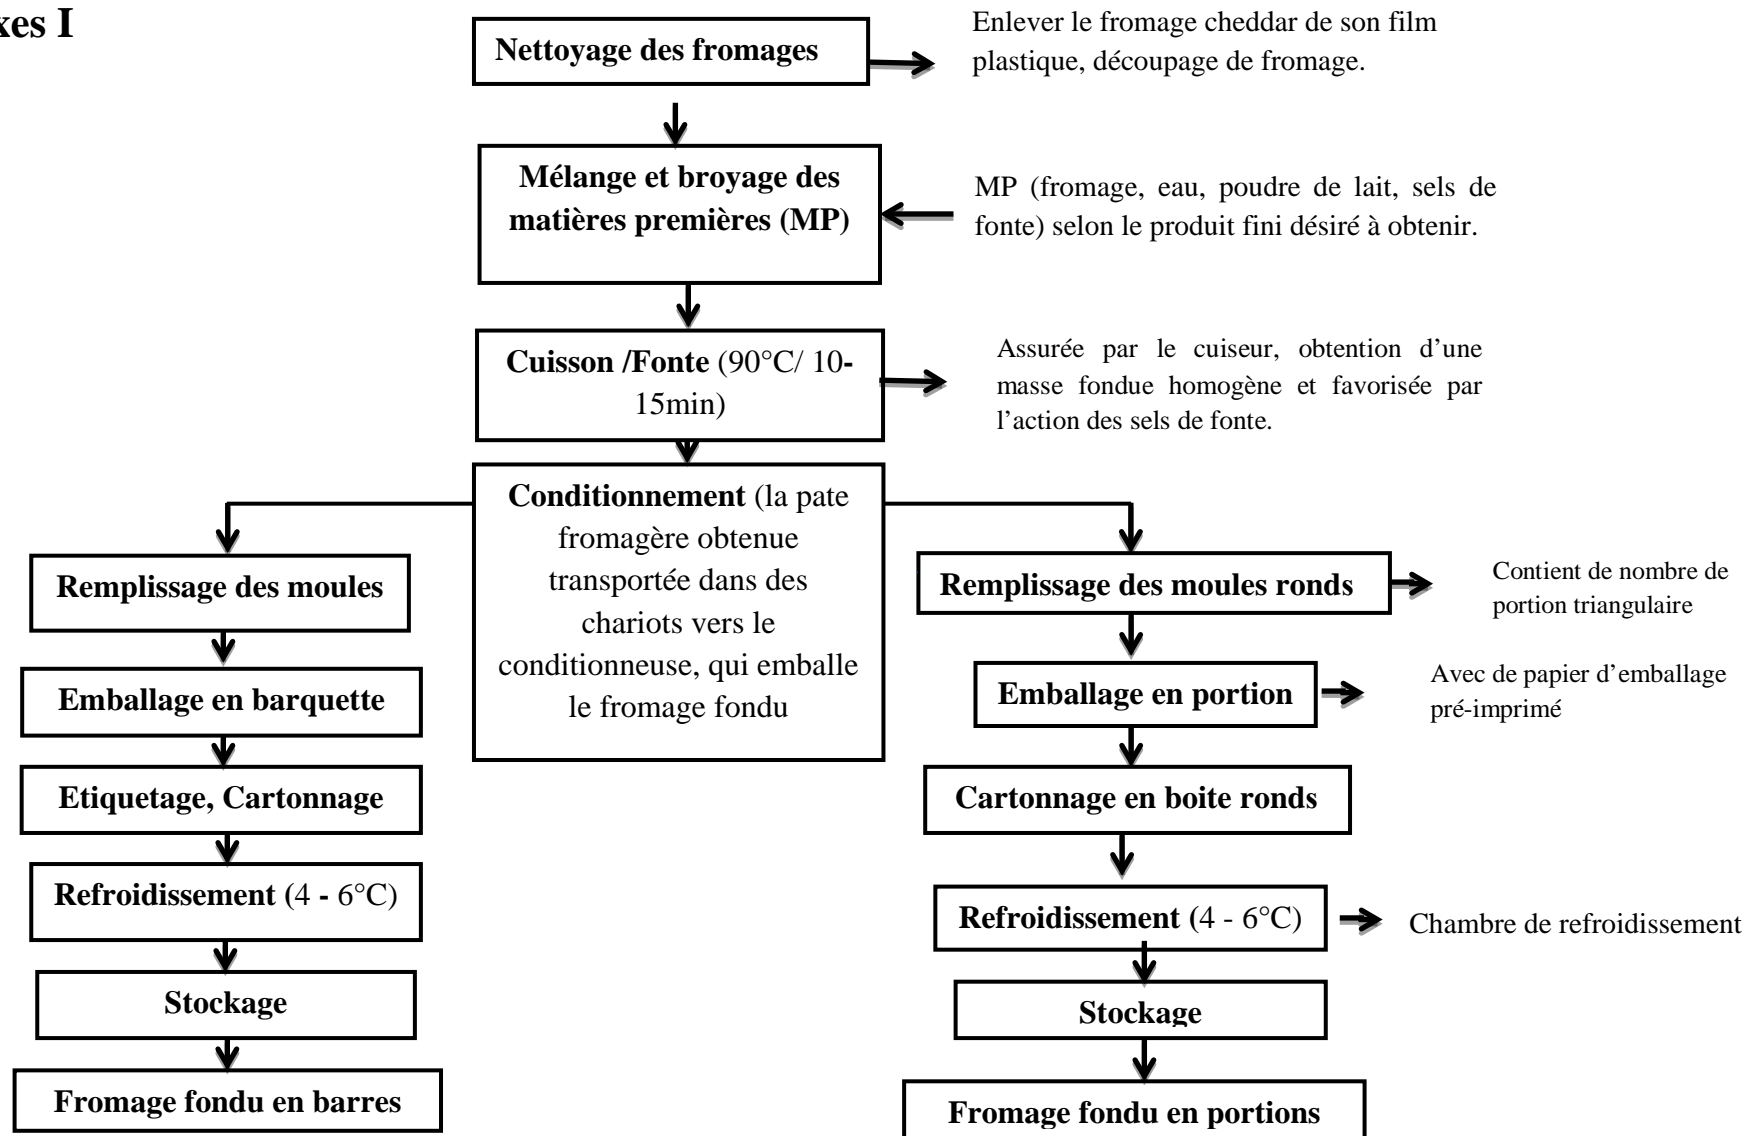 xes I
Nettoyage des fromages
Enlever le fromage cheddar de son film
plastique, découpage de fromage.
Mélange et broyage des
matières premières (MP)
MP (fromage, eau, poudre de lait, sels de
fonte) selon le produit fini désiré à obtenir.
Cuisson /Fonte (90°C/ 10-
15min)
Assurée par le cuiseur, obtention d’une
masse fondue homogène et favorisée par
l’action des sels de fonte.
Conditionnement (la pate
fromagère obtenue
transportée dans des
chariots vers le
conditionneuse, qui emballe
le fromage fondu
Remplissage des moules
Emballage en barquette
Etiquetage, Cartonnage
Refroidissement (4 - 6°C)
Stockage
Fromage fondu en barres
Remplissage des moules ronds
Contient de nombre de
portion triangulaire
Emballage en portion
Avec de papier d’emballage
pré-imprimé
Cartonnage en boite ronds
Refroidissement (4 - 6°C)
Chambre de refroidissement
Stockage
Fromage fondu en portions